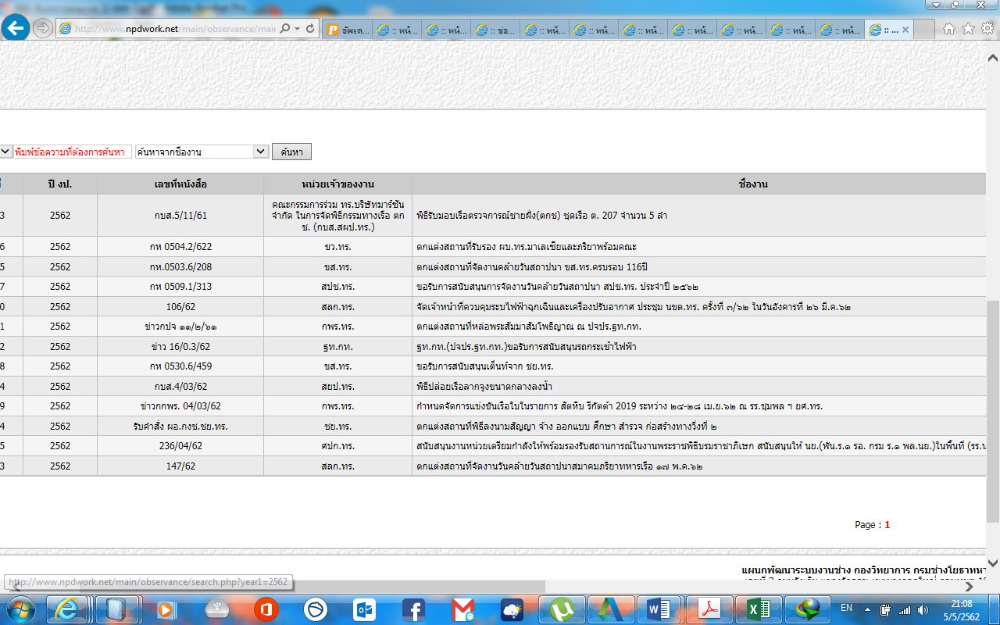 http://www.npdwork.net/main/observance/main
อัพเด...
:: หน้...
:: หน้...
:: ช่อ...
:: หน้...
:: หน้...
:: หน้...
:: หน้...
:: หน้...
:: หน้...
:: หน้...
:: ...
พิมพ์ข้อความที่ต้องการค้นหา ค้นหาจากชื่องาน ค้นหา
ปี งป. เลขที่หนังสือ หน่วยเจ้าของงาน ชื่องาน
3 2562 กบส.5/11/61 คณะกรรมการร่วม ทร.บริษัทมาร์ซัน
จำกัด ในการจัดพิธีกรรมทางเรือ ตก
ช. (กบส.สผป.ทร.)
พิธีรับมอบเรือตรวจการณ์ชายฝั่ง(ตกช) ชุดเรือ ต. 207 จำนวน 5 ลำ
6 2562 กห 0504.2/622 ขว.ทร. ตกแต่งสถานที่รับรอง ผบ.ทร.มาเลเซียและภริยาพร้อมคณะ
5 2562 กห.0503.6/208 ขส.ทร. ตกแต่งสถานที่จัดงานคล้ายวันสถาปนา ขส.ทร.ครบรอบ 116ปี
7 2562 กห 0509.1/313 สปช.ทร. ขอรับการสนับสนุนการจัดงานวันคล้ายวันสถาปนา สปช.ทร. ประจำปี ๒๕๖๒
0 2562 106/62 สลก.ทร. จัดเจ้าหน้าที่ควบคุมระบไฟฟ้าฉุกเฉินและเครื่องปรับอากาศ ประชุม นขต.ทร. ครั้งที่ ๓/๖๒ ในวันอังคารที่ ๒๖ มี.ค.๖๒
1 2562 ข่าวกปจ ๑๑/๒/๖๑ กพร.ทร. ตกแต่งสถานที่หล่อพระสัมมาสัมโพธิญาณ ณ ปจปร.ฐท.กท.
2 2562 ข่าว 16/0.3/62 ฐท.กท. ฐท.กท.(ปจปร.ฐท.กท.)ขอรับการสนับสนุนรถกระเช้าไฟฟ้า
8 2562 กห 0530.6/459 ขส.ทร. ขอรับการสนับสนุนเต็นท์จาก ชย.ทร.
4 2562 กบส.4/03/62 สยป.ทร. พิธีปล่อยเรือลากจูงขนาดกลางลงน้ำ
9 2562 ข่าวกกพร. 04/03/62 กพร.ทร. กำหนดจัดการแข่งขันเรือใบในรายการ สัตหีบ รีกัตต้า 2019 ระหว่าง ๒๔-๒๘ เม.ย.๖๒ ณ รร.ชุมพล ฯ ยศ.ทร.
4 2562 รับคำสั่ง ผอ.กงช.ชย.ทร. ชย.ทร. ตกแต่งสถานที่พิธีลงนามสัญญา จ้าง ออกแบบ ศึกษา สำรวจ ก่อสร้างทางวิ่งที่ ๒
5 2562 236/04/62 ศปก.ทร. สนับสนุนงานหน่วยเตรียมกำลังให้พร้อมรองรับสถานการณ์ในงานพระราชพิธีบรมราชาภิเษก สนับสนุนให้ นย.(พัน.ร.๑ รอ. กรม ร.๑ พล.นย.)ในพื้นที่ (รร.น
3 2562 147/62 สลก.ทร. ตกแต่งสถานที่จัดงานวันคล้ายวันสถาปนาสมาคมภริยาทหารเรือ ๑๗ พ.ค.๖๒
Page : 1
แผนกพัฒนาระบบงานช่าง กองวิทยาการ กรมช่างโยธาทหา
http://www.npdwork.net/main/observance/search.php?year1=2562
EN
21:08
5/5/2562